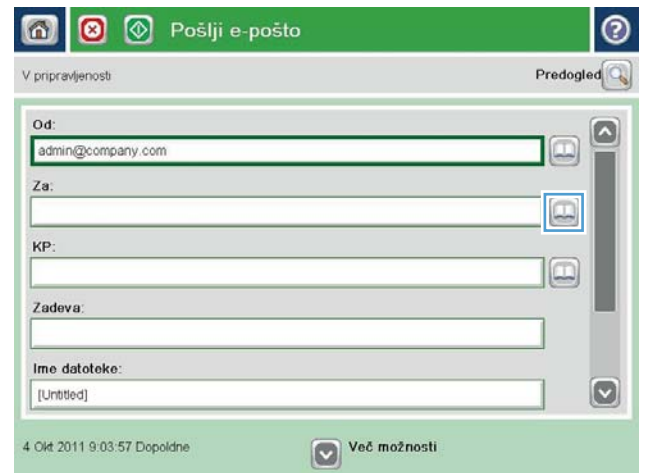 Pošlji e-pošto
V pripravljenosti
Predogled
Od:
admin@company.com
Za:
KP:
Zadeva:
Ime datoteke:
[Untitled]
4 Okt 2011 9:03:57 Dopoldne
Več možnosti